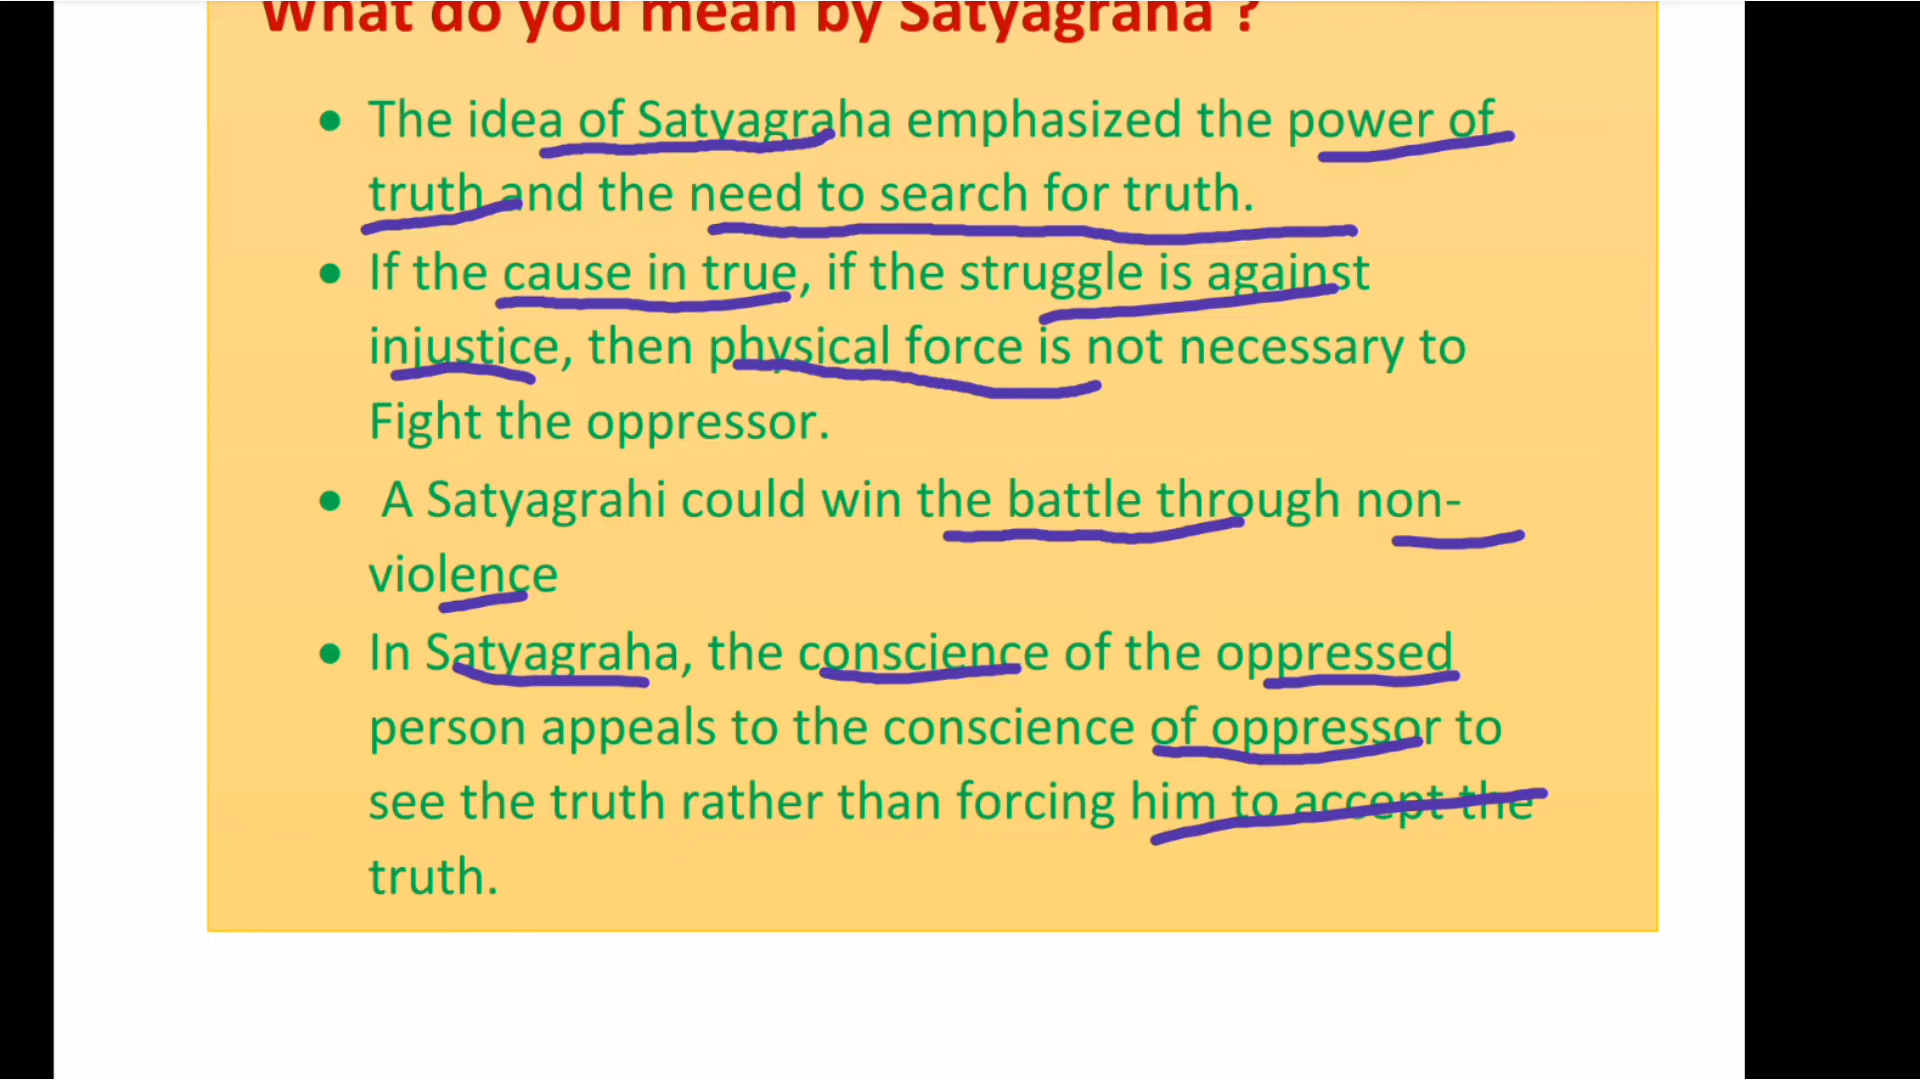 What do you mean by Satyagraha ?
• The idea of Satyagraha emphasized the power of
truth and the need to search for truth.
• If the cause in true, if the struggle is against
injustice, then physical force is not necessary to
Fight the oppressor.
• A Satyagrahi could win the battle through non-
violence
• In Satyagraha, the conscience of the oppressed
person appeals to the conscience of oppressor to
see the truth rather than forcing him to accept the
truth.